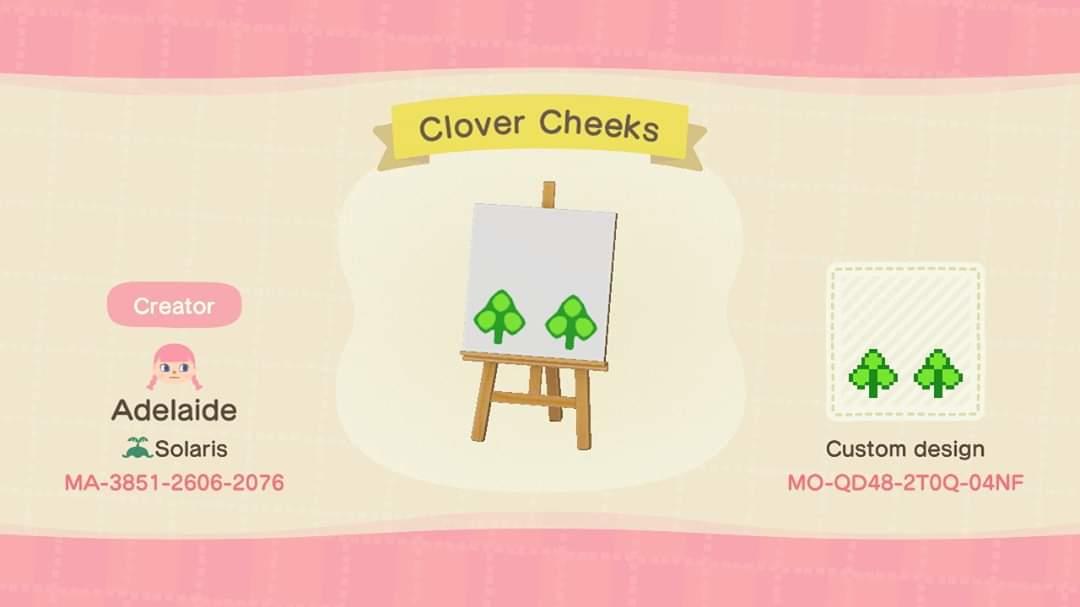 Clover Cheeks
Creator
Adelaide
Solaris
MA-3851-2606-2076
Custom design
MO-QD48-2T0Q-04NF